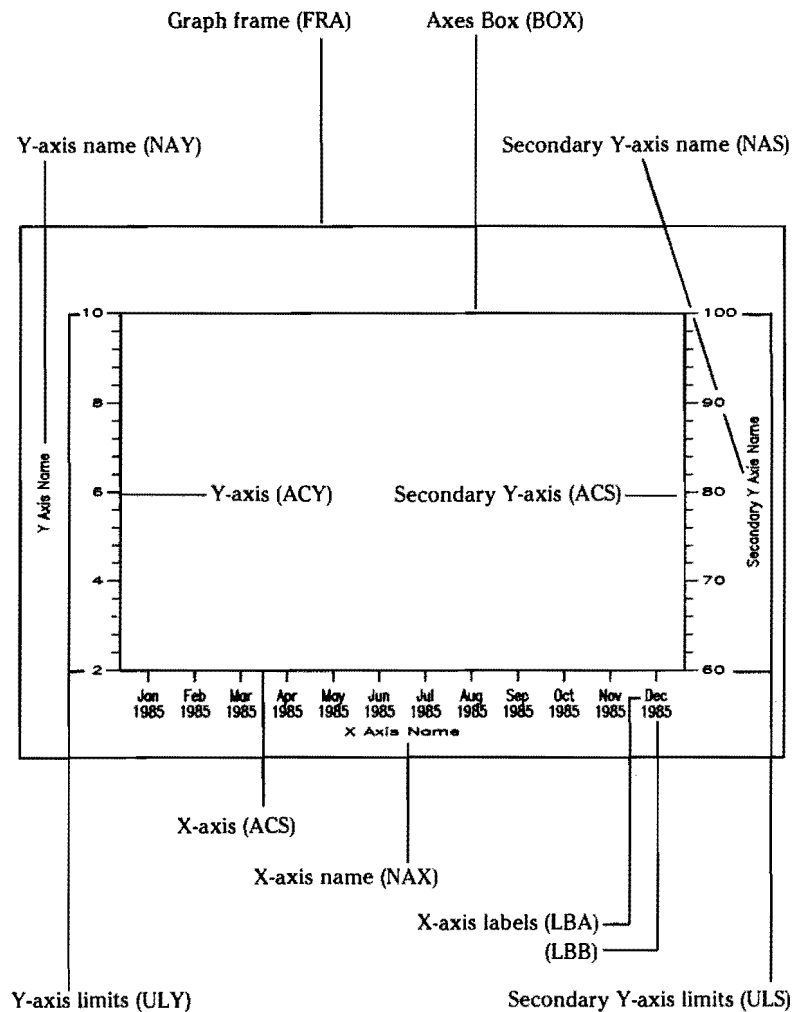 Graph frame (FRA) Axes Box (BOX)
Y-axis name (NAY) Secondary Y-axis name (NAS)
10 100
8 90
Y Axis Name
Secondary Y Axis Name
6 Y-axis (ACY) Secondary Y-axis (ACS) 80
4 70
2 60
Jan Feb Mar Apr May Jun Jul Aug Sep Oct Nov Dec
1985 1985 1985 1985 1985 1985 1985 1985 1985 1985 1985 1985
X Axis Name
X-axis (ACS)
X-axis name (NAX)
X-axis labels (LBA)
(LBB)
Y-axis limits (ULY) Secondary Y-axis limits (ULS)